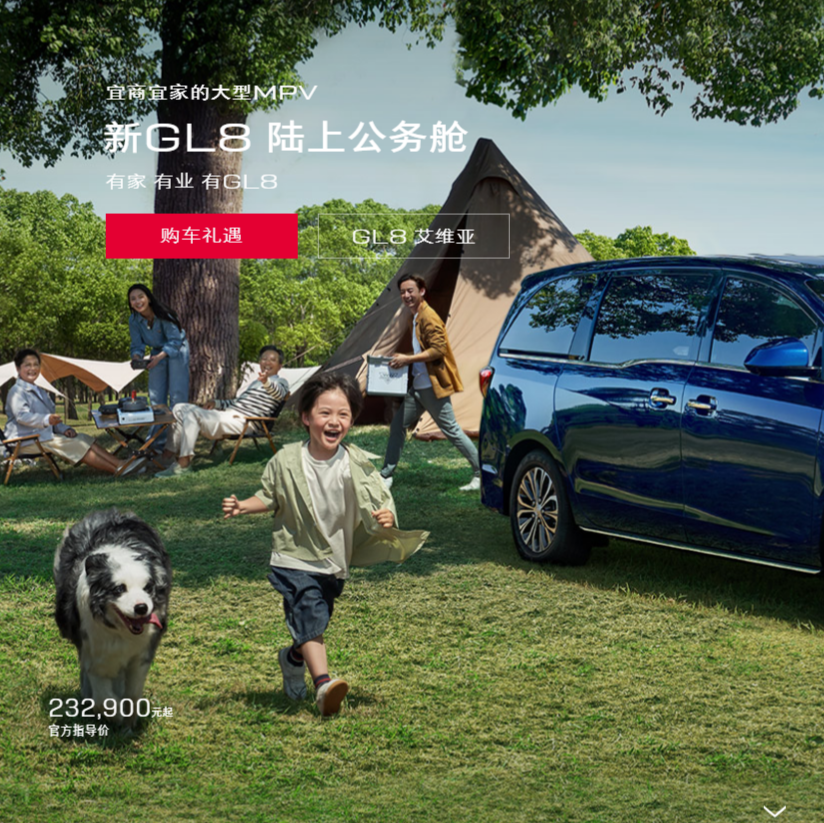 宜商宜家的大型MPV
新GL8 陆上公务舱
有家 有业 有GL8
购车礼遇
GL8 艾维亚
232,900元起
官方指导价